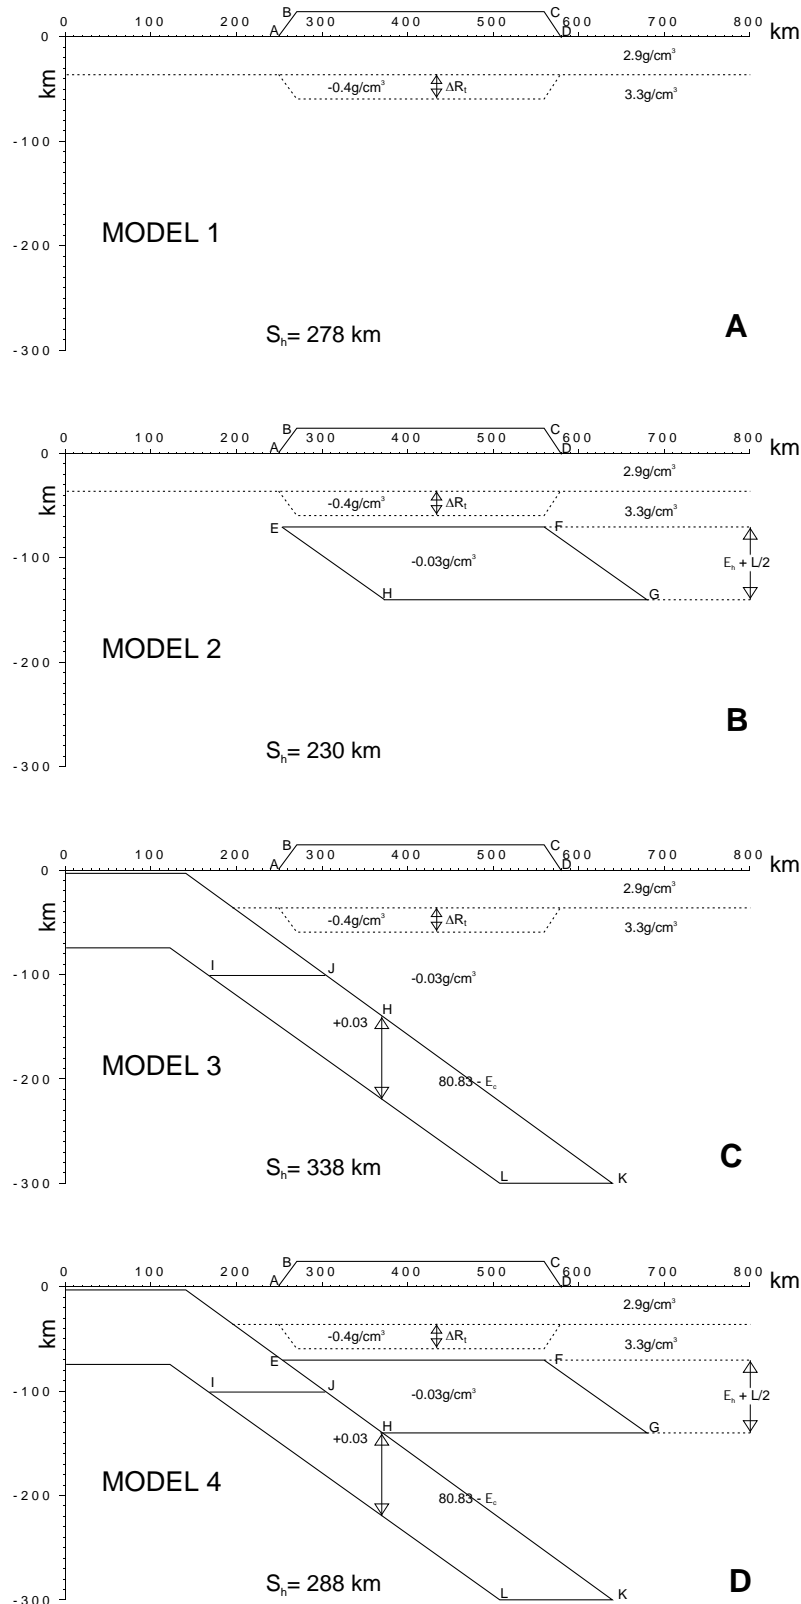 B C
0 100 200 300 400 500 600 700 800 km
A D
0
2.9g/cm³
km
-0.4g/cm³ ΔRt 3.3g/cm³
-100
MODEL 1
-200
Sh= 278 km A
-300
B C
0 100 200 300 400 500 600 700 800 km
A D
0
2.9g/cm³
km
-0.4g/cm³ ΔRt 3.3g/cm³
E F
-0.03g/cm³ Eh + L/2
-100
H G
MODEL 2
-200
Sh= 230 km B
-300
B C
0 100 200 300 400 500 600 700 800 km
A D
0
2.9g/cm³
km
-0.4g/cm³ ΔRt 3.3g/cm³
I J
-100 -0.03g/cm³
H
+0.03
MODEL 3
80.83 - Ec
-200
Sh= 338 km C
L K
-300
B C
0 100 200 300 400 500 600 700 800 km
A D
0
2.9g/cm³
km
-0.4g/cm³ ΔRt 3.3g/cm³
E F
I J
-100 -0.03g/cm³ Eh + L/2
H G
+0.03
MODEL 4
80.83 - Ec
-200
Sh= 288 km D
L K
-300